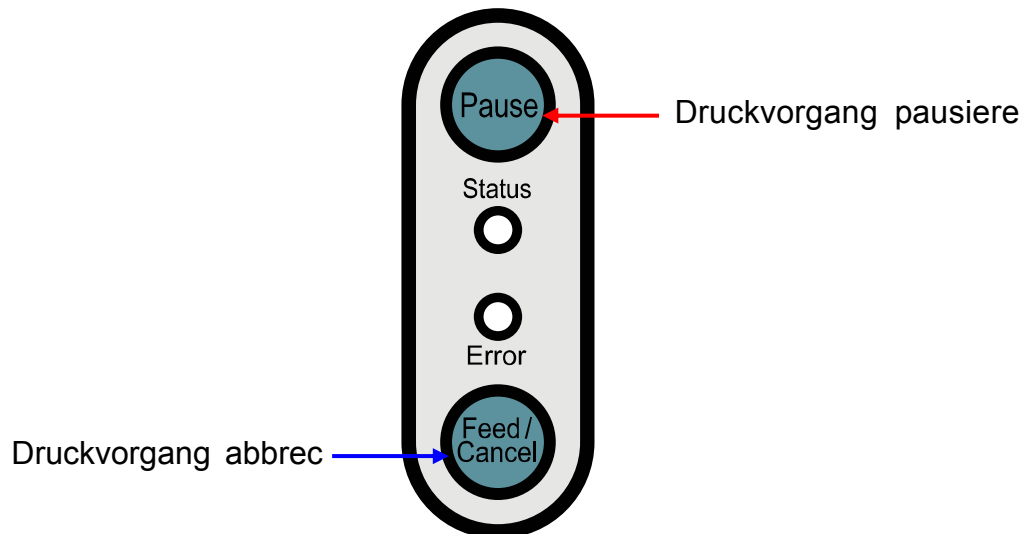 Pause
Druckvorgang pausiere
Status
Error
Feed /
Cancel
Druckvorgang abbrec